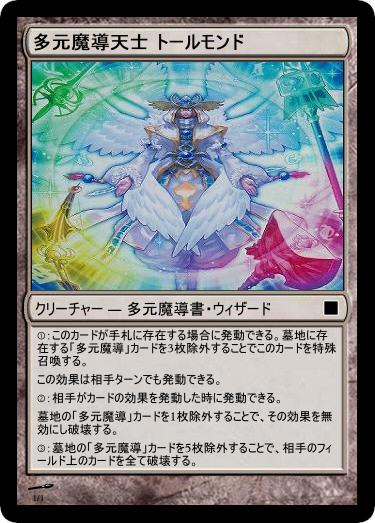 多元魔導天士 トールモンド
クリーチャー — 多元魔導書・ウィザード
①：このカードが手札に存在する場合に発動できる。墓地に存
在する「多元魔導」カードを3枚除外することでこのカードを特殊
召喚する。
この効果は相手ターンでも発動できる。
②：相手がカードの効果を発動した時に発動できる。
墓地の「多元魔導」カードを1枚除外することで、その効果を無
効にし破壊する。
③：墓地の「多元魔導」カードを5枚除外することで、相手のフィ
ールド上のカードを全て破壊する。
1/1